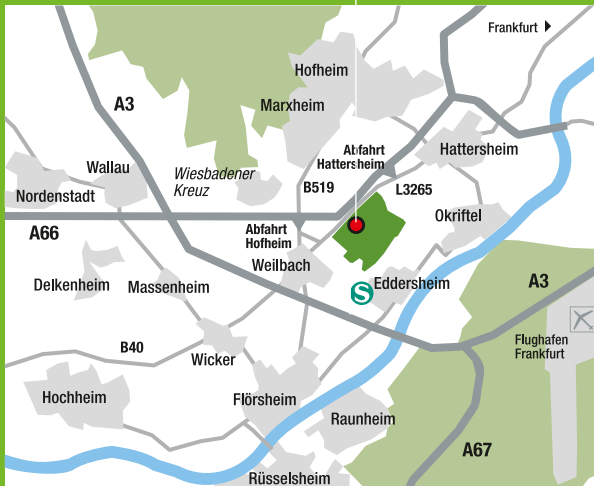 Frankfurt
Hofheim
A3
Marxheim
Abfahrt
Hattersheim
Hattersheim
Wallau
Wiesbadener
Kreuz
B519
L3265
Nordenstadt
Okriftel
A66
Abfahrt
Hofheim
Weilbach
Delkenheim
Massenheim
S
Eddersheim
A3
B40
Wicker
Flughafen
Frankfurt
Hochheim
Flörsheim
Raunheim
A67
Rüsselsheim